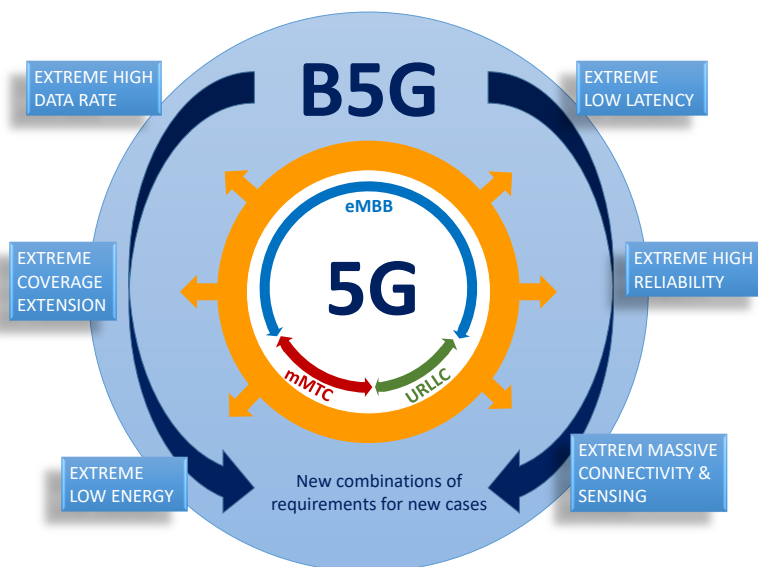 B5G
EXTREME HIGH
DATA RATE
EXTREME
LOW LATENCY
eMBB
EXTREME
COVERAGE
EXTENSION
5G
EXTREME HIGH
RELIABILITY
mMTC
URLLC
EXTREME
LOW ENERGY
New combinations of
requirements for new cases
EXTREM MASSIVE
CONNECTIVITY &
SENSING